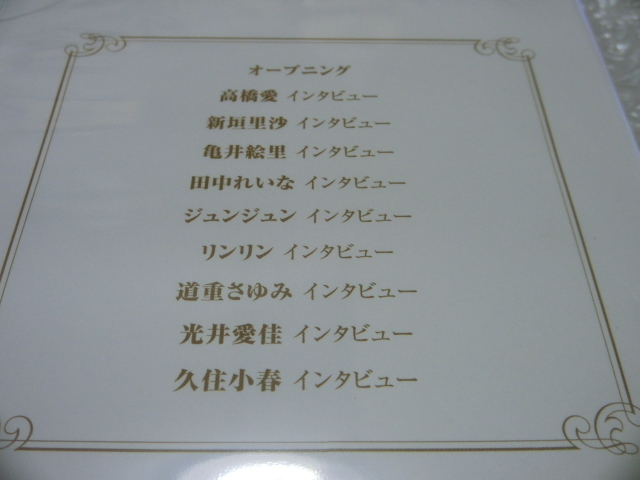 オープニング
高橋愛 インタビュー
新垣里沙 インタビュー
亀井絵里 インタビュー
田中れいな インタビュー
ジュンジュン インタビュー
リンリン インタビュー
道重さゆみ インタビュー
光井愛佳 インタビュー
久住小春 インタビュー